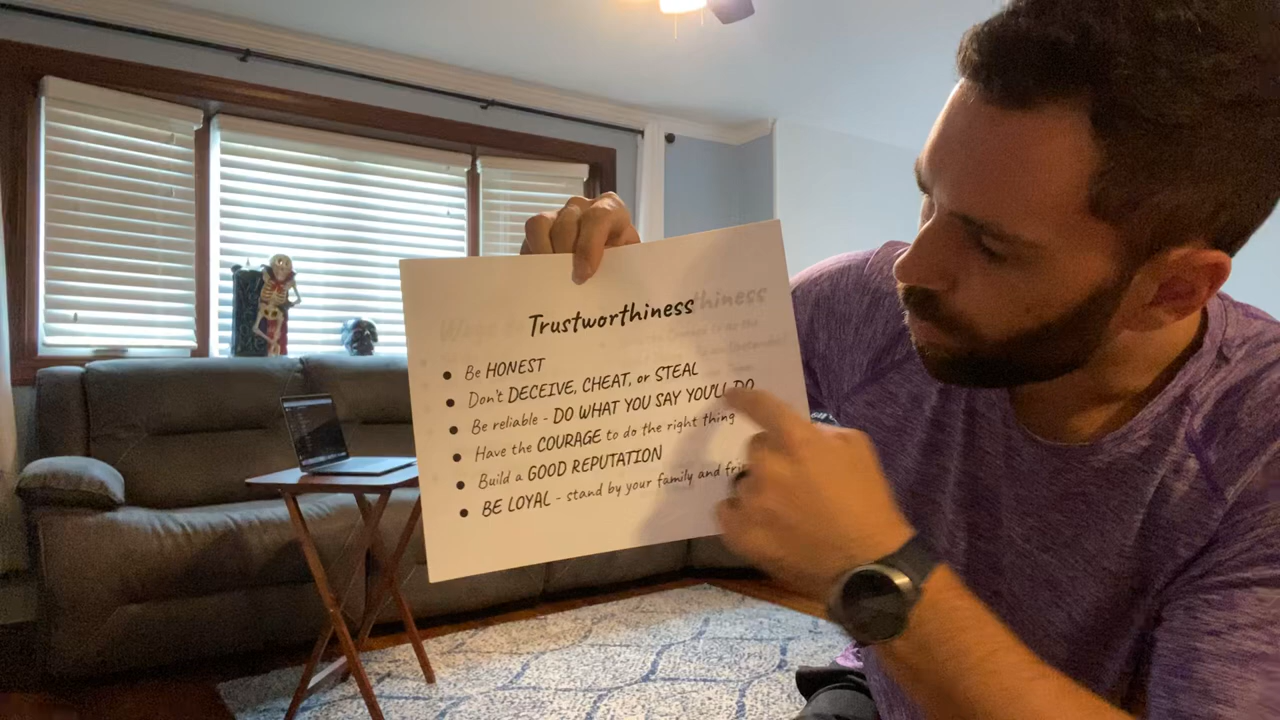 Trustworthiness
• Be HONEST
• Don't DECEIVE, CHEAT, or STEAL
• Be reliable - DO WHAT YOU SAY YOU'LL DO
• Have the COURAGE to do the right thing
• Build a GOOD REPUTATION
• BE LOYAL - stand by your family and